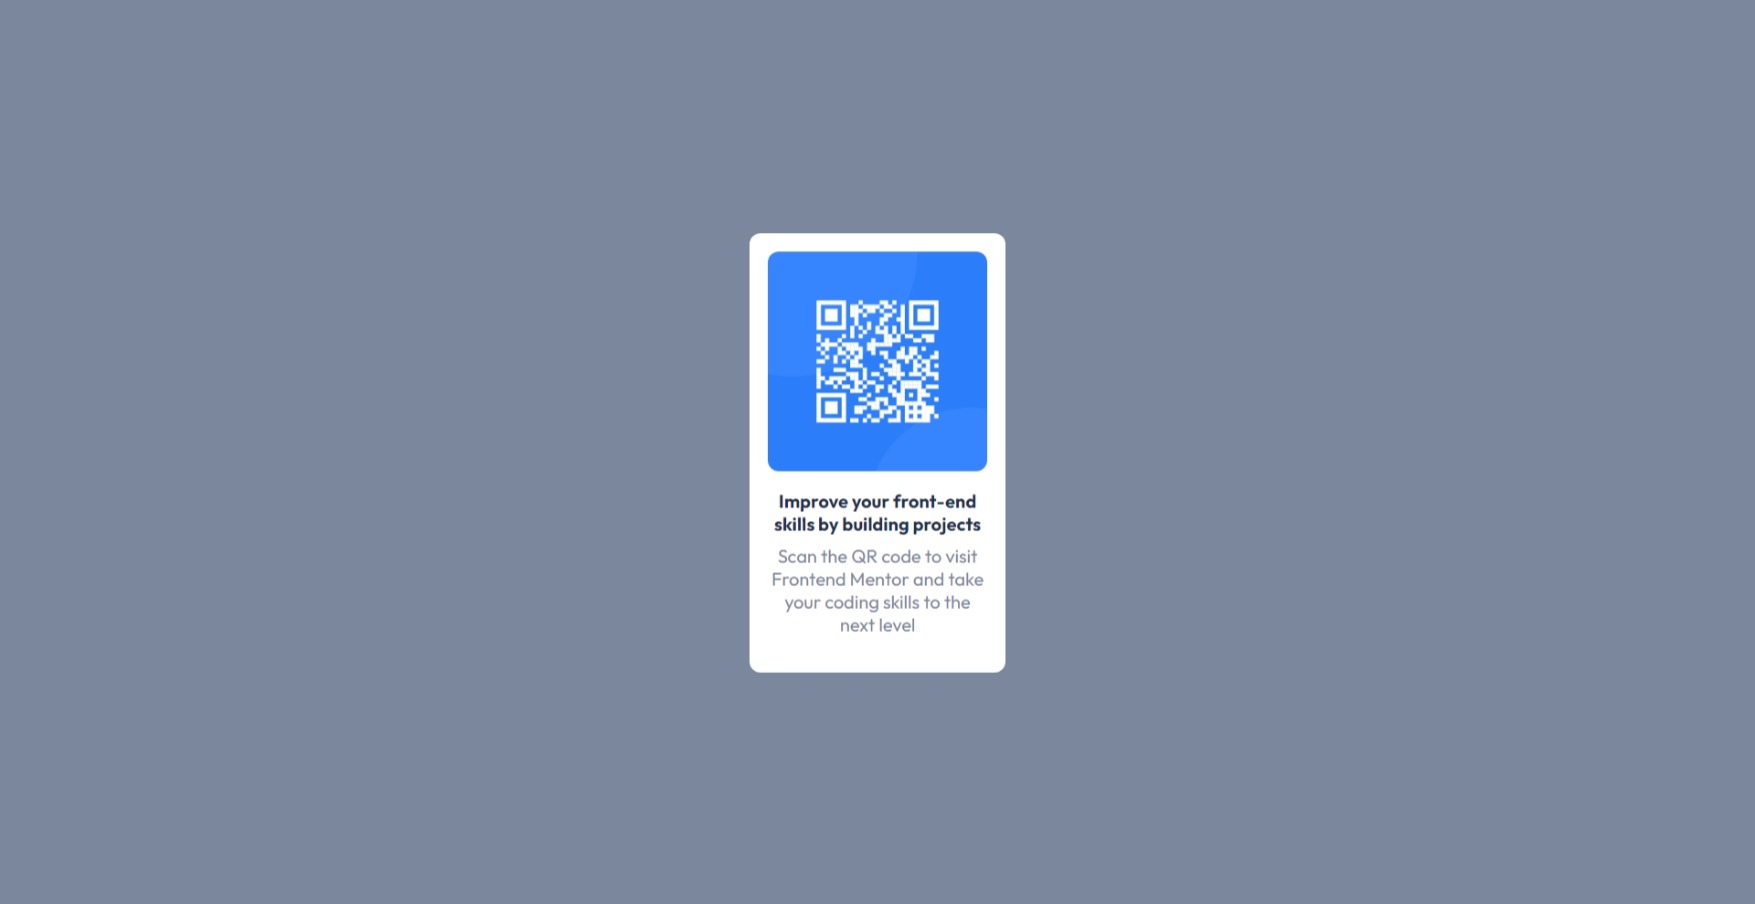 Improve your front-end
skills by building projects
Scan the QR code to visit
Frontend Mentor and take
your coding skills to the
next level